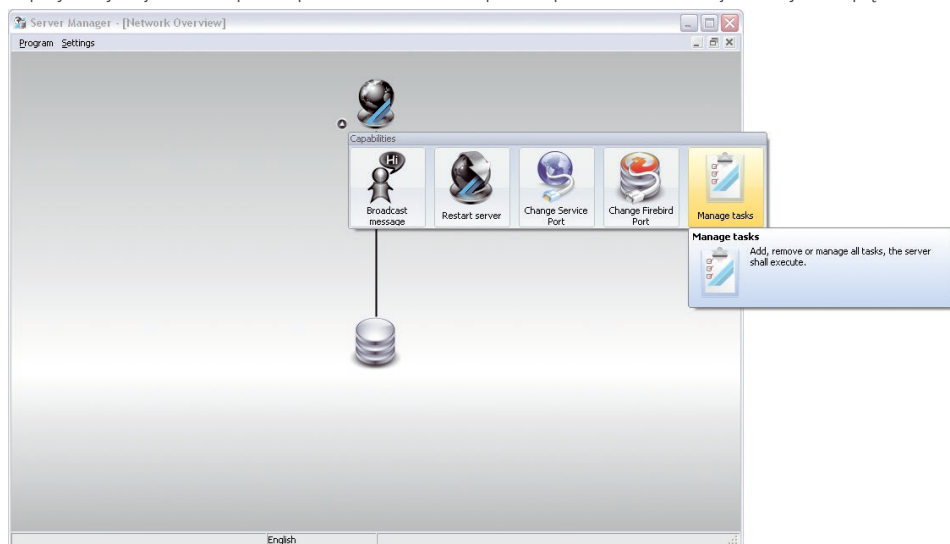 Server Manager - [Network Overview]
Program Settings
Capabilities
Hi
Broadcast message
Restart server
Change Service Port
Change Firebird Port
Manage tasks
Manage tasks
Add, remove or manage all tasks, the server
shall execute.
English